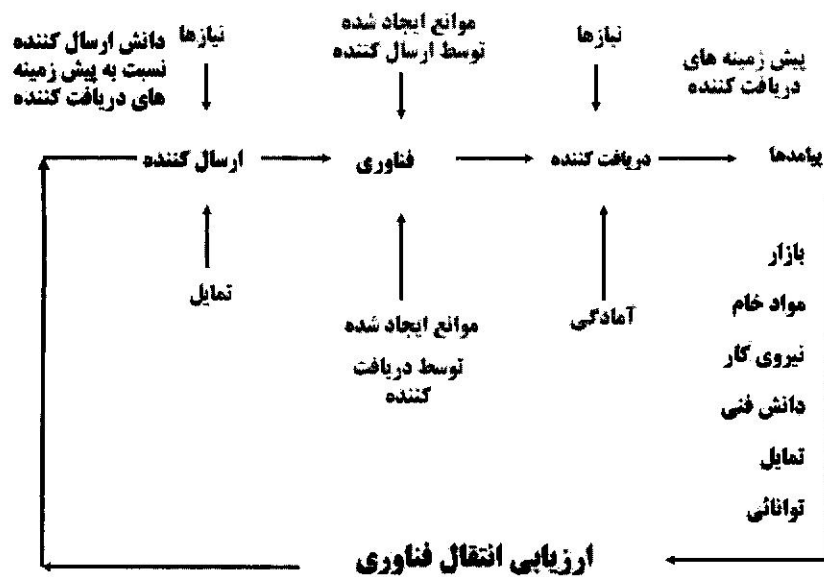 دانش ارسال کننده
نسبت به پیش زمینه
های دریافت کننده
نیازها
موانع ایجاد شده
توسط ارسال کننده
نیازها
پیش زمینه های
دریافت کننده
ارسال کننده
فناوری
دریافت کننده
پیامدها
تمایل
موانع ایجاد شده
توسط دریافت
کننده
آمادگی
بازار
مواد خام
نیروی کار
دانش فنی
تمایل
توانائی
ارزیابی انتقال فناوری